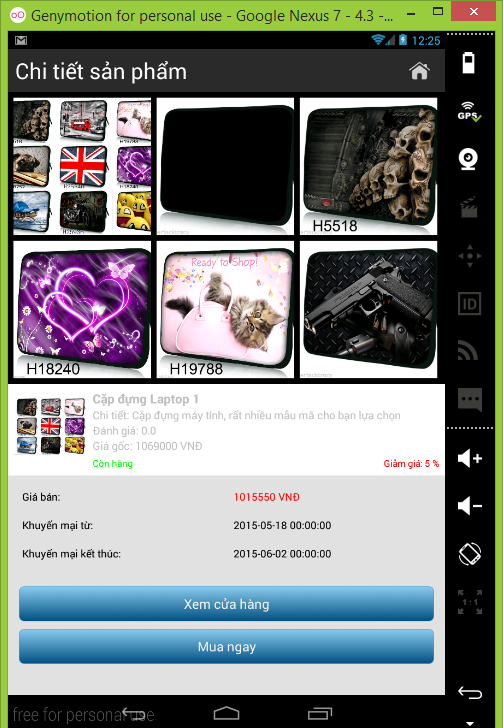 Genymotion for personal use - Google Nexus 7 - 4.3 -...
12:25
Chi tiết sản phẩm
GPS
H5518
Ready to Shop!
H18240
H19788
ID
Cặp đựng Laptop 1
Chi tiết: Cặp đựng máy tính, rất nhiều mẫu mã cho bạn lựa chọn
Đánh giá: 0.0
Giá gốc: 1069000 VNĐ
Còn hàng
Giảm giá: 5 %
Giá bán:
1015550 VNĐ
Khuyến mại từ:
2015-05-18 00:00:00
Khuyến mại kết thúc:
2015-06-02 00:00:00
1:1
Xem cửa hàng
Mua ngay
free for personal use